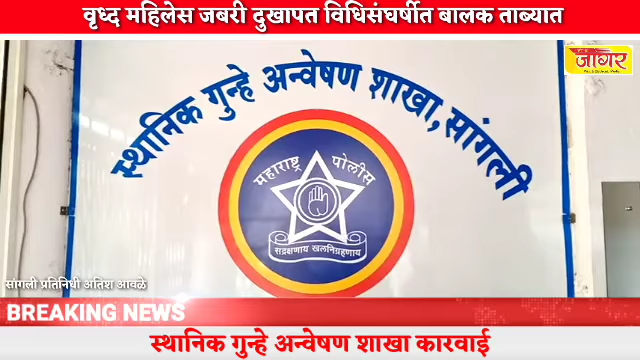 वृध्द महिलेस जबरी दुखापत विधिसंघर्षीत बालक ताब्यात
जागर
स्थानिक गुन्हे अन्वेषण शाखा, सांगली
महाराष्ट्र पोलीस
सद्रक्षणाय खलनिग्रहणाय
सांगली प्रतिनिधी अतिश आवळे
BREAKING NEWS
स्थानिक गुन्हे अन्वेषण शाखा कारवाई